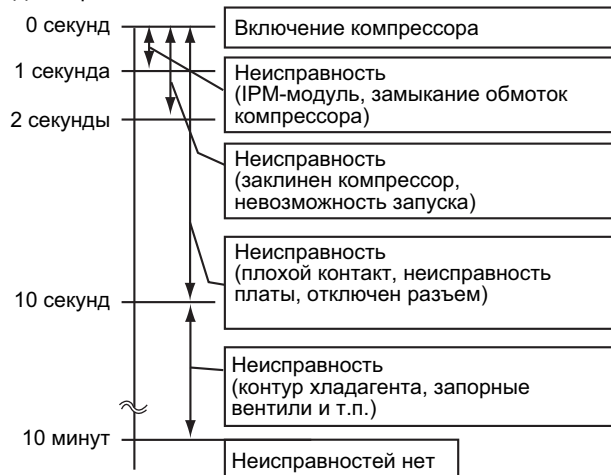 0 секунд
Включение компрессора
1 секунда
Неисправность
(IPM-модуль, замыкание обмоток
компрессора)
2 секунды
Неисправность
(заклинен компрессор,
невозможность запуска)
Неисправность
(плохой контакт, неисправность
платы, отключен разъем)
10 секунд
Неисправность
(контур хладагента, запорные
вентили и т.п.)
10 минут
Неисправностей нет